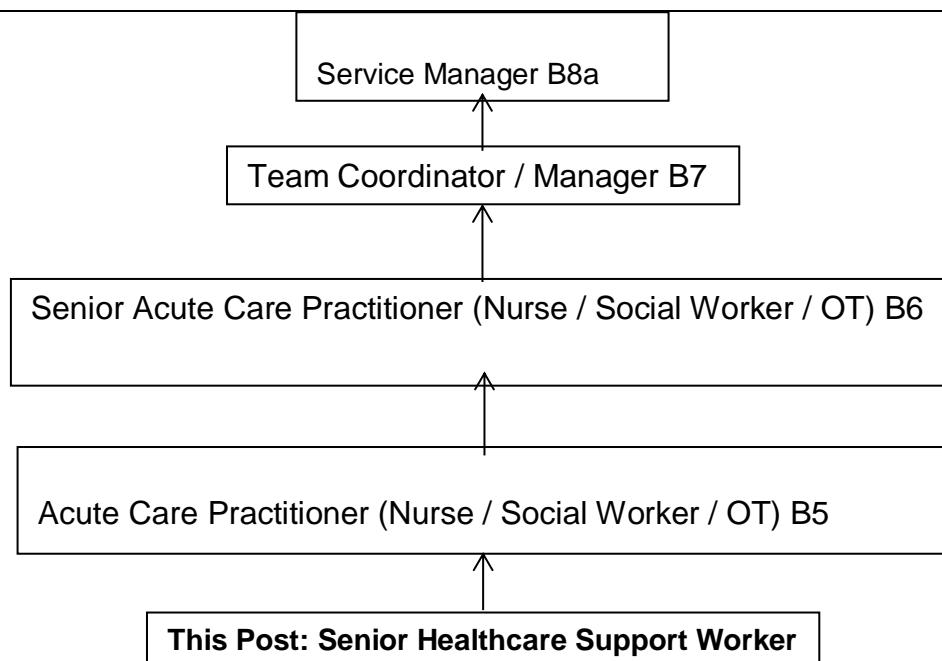 Service Manager B8a
Team Coordinator / Manager B7
Senior Acute Care Practitioner (Nurse / Social Worker / OT) B6
Acute Care Practitioner (Nurse / Social Worker / OT) B5
This Post: Senior Healthcare Support Worker